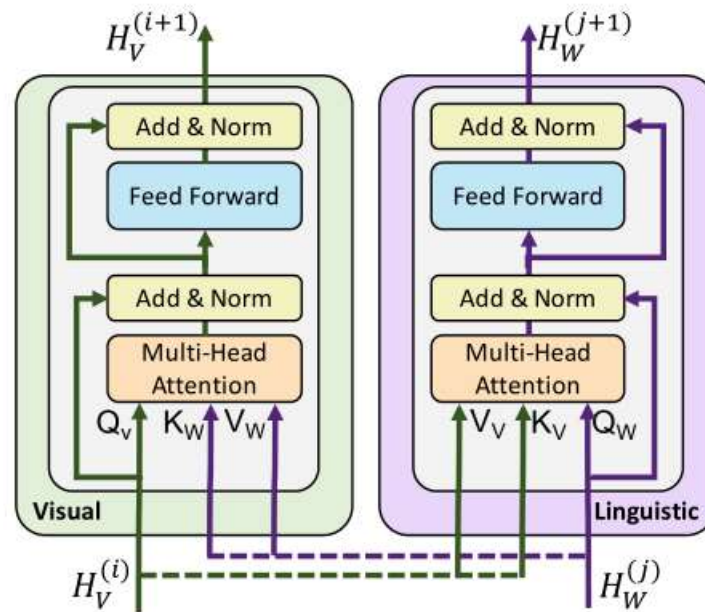 H_V^{(i+1)} H_W^{(j+1)}
Add & Norm
Feed Forward
Add & Norm
Multi-Head
Attention
Q_v K_W V_W
Visual
H_V^{(i)}
Add & Norm
Feed Forward
Add & Norm
Multi-Head
Attention
V_V K_V Q_W
Linguistic
H_W^{(j)}